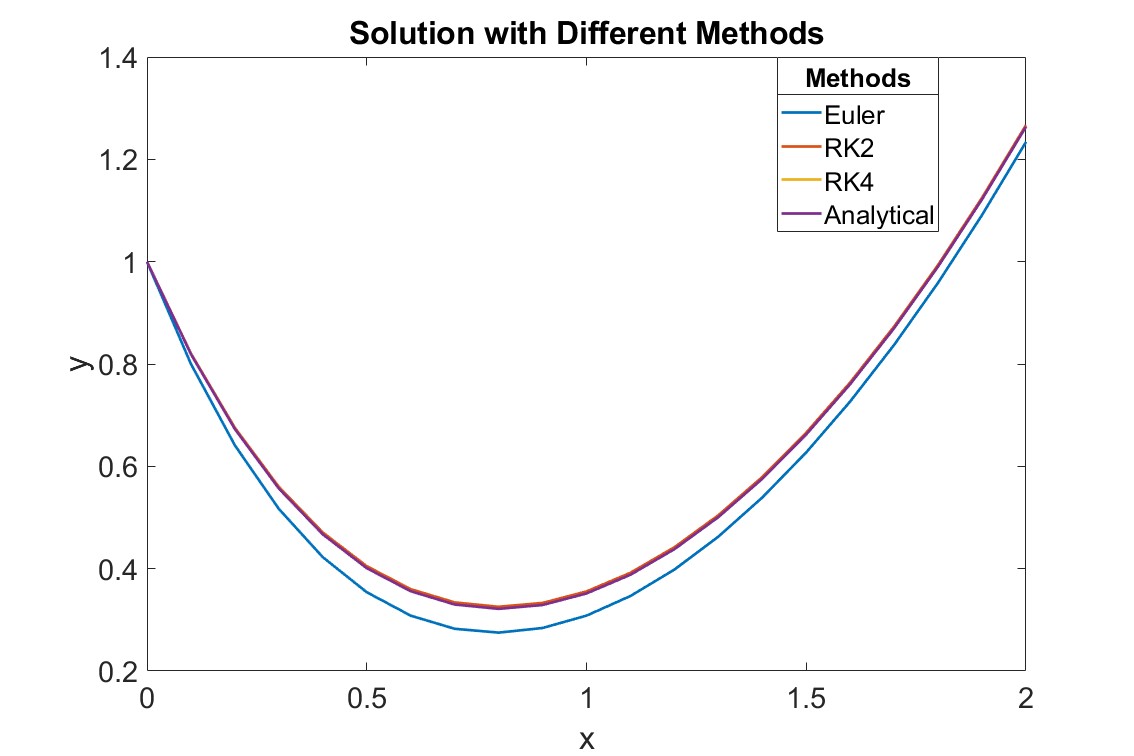 Solution with Different Methods
1.4
1.2
1
0.8
0.6
0.4
0.2
y
Methods
Euler
RK2
RK4
Analytical
0 0.5 1 1.5 2
x